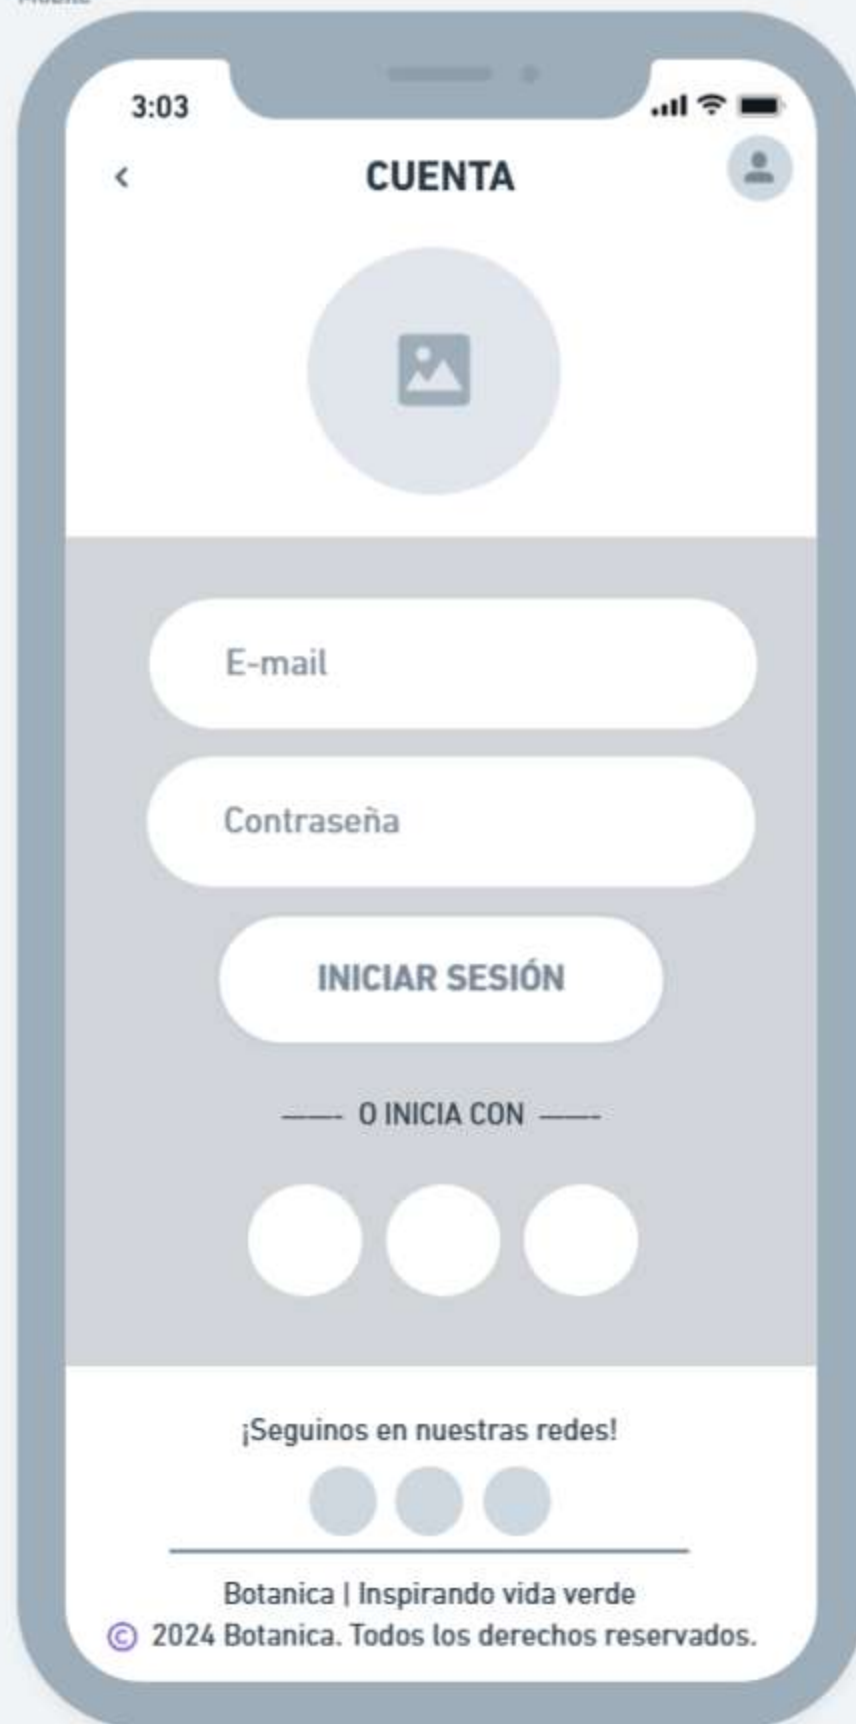 3:03
CUENTA
E-mail
Contraseña
INICIAR SESIÓN
O INICIA CON
¡Seguinos en nuestras redes!
Botanica | Inspirando vida verde
© 2024 Botanica. Todos los derechos reservados.